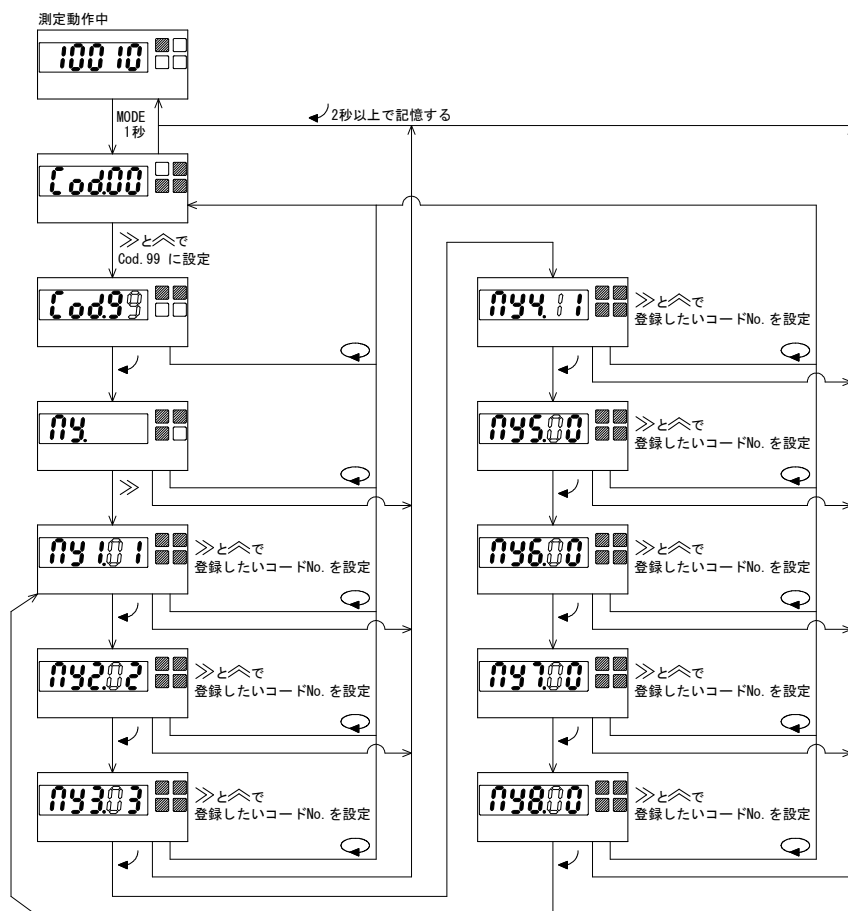 測定動作中
10010
MODE
1秒
2秒以上で記憶する
Cod.00
≫と︽で
Cod.99 に設定
Cod.99
My.
≫
My1.01
≫と︽で
登録したいコードNo.を設定
My2.02
≫と︽で
登録したいコードNo.を設定
My3.03
≫と︽で
登録したいコードNo.を設定
My4.11
≫と︽で
登録したいコードNo.を設定
My5.00
≫と︽で
登録したいコードNo.を設定
My6.00
≫と︽で
登録したいコードNo.を設定
My7.00
≫と︽で
登録したいコードNo.を設定
My8.00
≫と︽で
登録したいコードNo.を設定